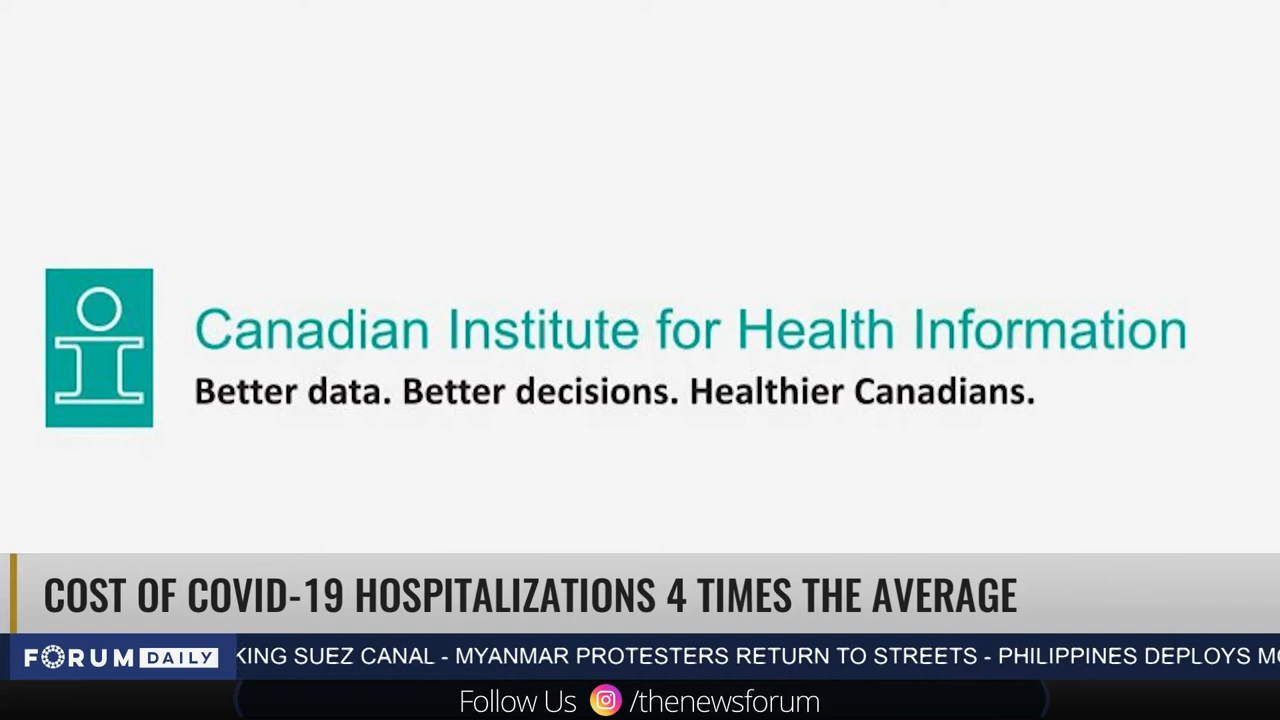 Canadian Institute for Health Information
Better data. Better decisions. Healthier Canadians.
COST OF COVID-19 HOSPITALIZATIONS 4 TIMES THE AVERAGE
FORUM DAILY
KING SUEZ CANAL - MYANMAR PROTESTERS RETURN TO STREETS - PHILIPPINES DEPLOYS
Follow Us /thenewsforum